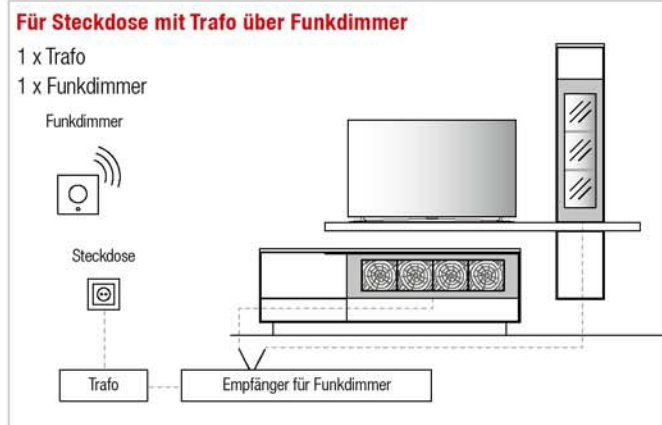 Für Steckdose mit Trafo über Funkdimmer
1 x Trafo
1 x Funkdimmer
Funkdimmer
Steckdose
Trafo
Empfänger für Funkdimmer